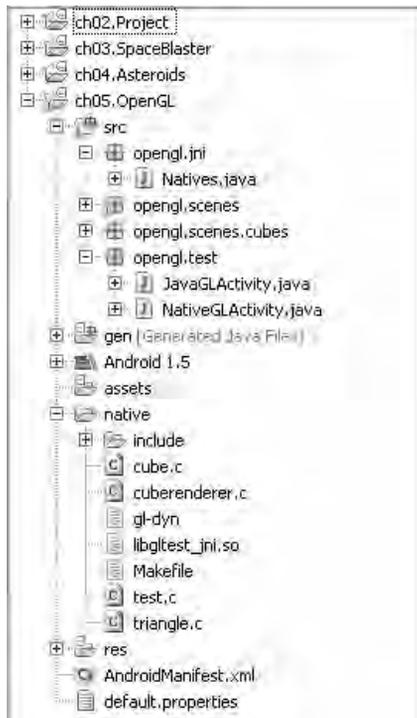 ch02.Project
ch03.SpaceBlaster
ch04.Asteroids
ch05.OpenGL
src
opengl.jni
Natives.java
opengl.scenes
opengl.scenes.cubes
opengl.test
JavaGLActivity.java
NativeGLActivity.java
gen [Generated Java Files]
Android 1.5
assets
native
include
cube.c
cuberenderer.c
gl-dyn
libgltest_jni.so
Makefile
test.c
triangle.c
res
AndroidManifest.xml
default.properties